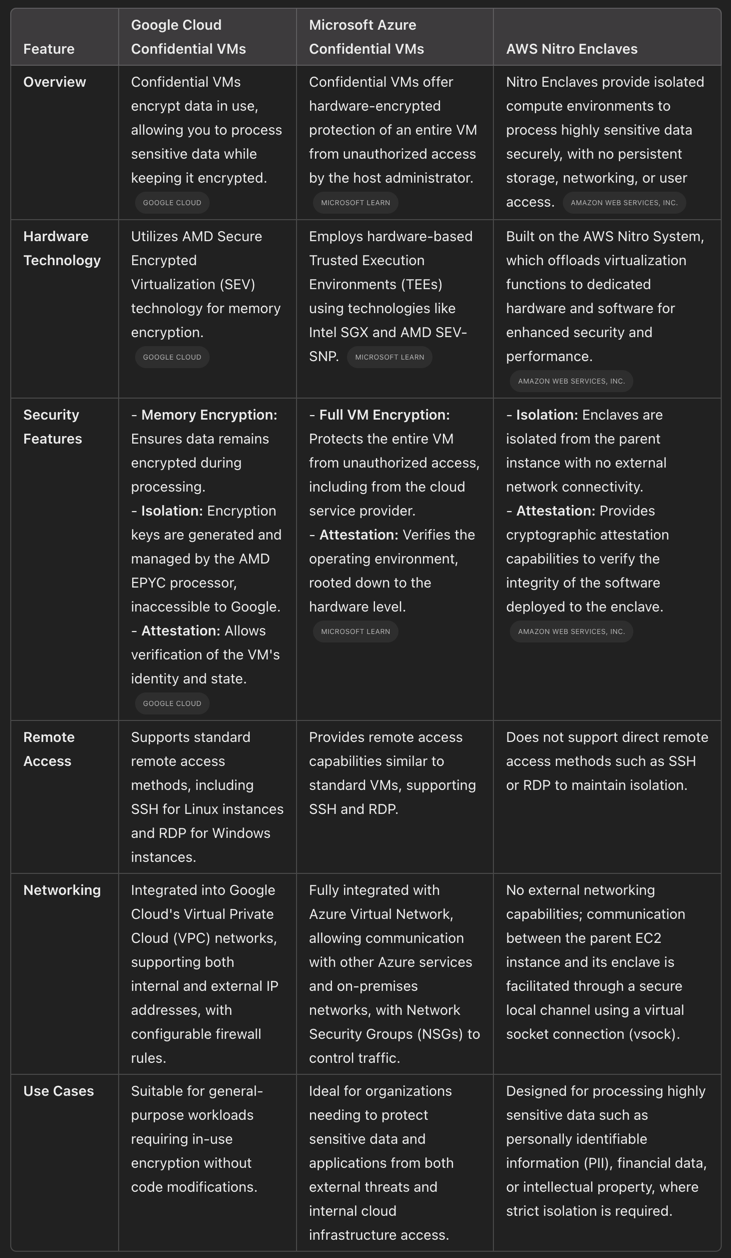 Feature
Google Cloud
Confidential VMs
Microsoft Azure
Confidential VMs
AWS Nitro Enclaves
Overview
Confidential VMs
encrypt data in use,
allowing you to process
sensitive data while
keeping it encrypted.
GOOGLE CLOUD
Confidential VMs offer
hardware-encrypted
protection of an entire VM
from unauthorized access
by the host administrator.
MICROSOFT LEARN
Nitro Enclaves provide isolated
compute environments to
process highly sensitive data
securely, with no persistent
storage, networking, or user
access. AMAZON WEB SERVICES, INC.
Hardware
Technology
Utilizes AMD Secure
Encrypted
Virtualization (SEV)
technology for memory
encryption.
GOOGLE CLOUD
Employs hardware-based
Trusted Execution
Environments (TEEs)
using technologies like
Intel SGX and AMD SEV-
SNP. MICROSOFT LEARN
Built on the AWS Nitro System,
which offloads virtualization
functions to dedicated
hardware and software for
enhanced security and
performance.
AMAZON WEB SERVICES, INC.
Security
Features
- Memory Encryption:
Ensures data remains
encrypted during
processing.
- Isolation: Encryption
keys are generated and
managed by the AMD
EPYC processor,
inaccessible to Google.
- Attestation: Allows
verification of the VM's
identity and state.
GOOGLE CLOUD
- Full VM Encryption:
Protects the entire VM
from unauthorized access,
including from the cloud
service provider.
- Attestation: Verifies the
operating environment,
rooted down to the
hardware level.
MICROSOFT LEARN
- Isolation: Enclaves are
isolated from the parent
instance with no external
network connectivity.
- Attestation: Provides
cryptographic attestation
capabilities to verify the
integrity of the software
deployed to the enclave.
AMAZON WEB SERVICES, INC.
Remote
Access
Supports standard
remote access
methods, including
SSH for Linux instances
and RDP for Windows
instances.
Provides remote access
capabilities similar to
standard VMs, supporting
SSH and RDP.
Does not support direct remote
access methods such as SSH
or RDP to maintain isolation.
Networking
Integrated into Google
Cloud's Virtual Private
Cloud (VPC) networks,
supporting both
internal and external IP
addresses, with
configurable firewall
rules.
Fully integrated with
Azure Virtual Network,
allowing communication
with other Azure services
and on-premises
networks, with Network
Security Groups (NSGs) to
control traffic.
No external networking
capabilities; communication
between the parent EC2
instance and its enclave is
facilitated through a secure
local channel using a virtual
socket connection (vsock).
Use Cases
Suitable for general-
purpose workloads
requiring in-use
encryption without
code modifications.
Ideal for organizations
needing to protect
sensitive data and
applications from both
external threats and
internal cloud
infrastructure access.
Designed for processing highly
sensitive data such as
personally identifiable
information (PII), financial data,
or intellectual property, where
strict isolation is required.